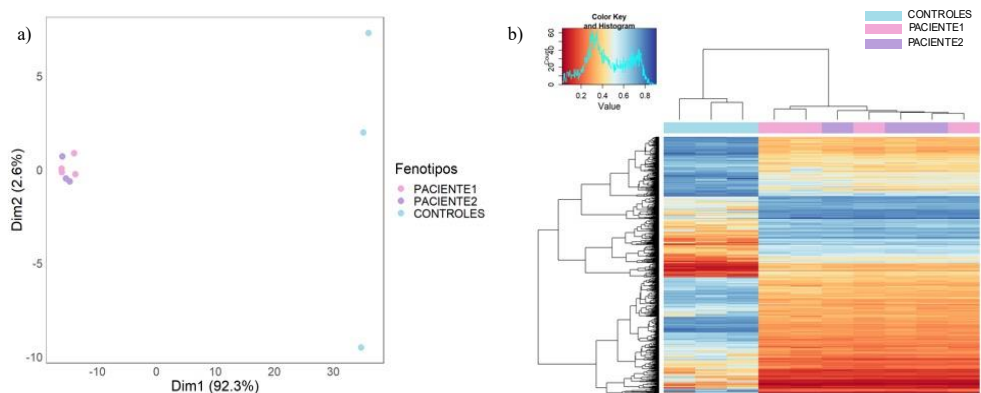 a)
5
0
-5
-10
-10
0
10
20
30
Dim2 (2.6%)
Dim1 (92.3%)
Fenotipos
PACIENTE1
PACIENTE2
CONTROLES
b)
Color Key
and Histogram
Count
0 20 40 60
0.2 0.4 0.6 0.8
Value
CONTROLES
PACIENTE1
PACIENTE2